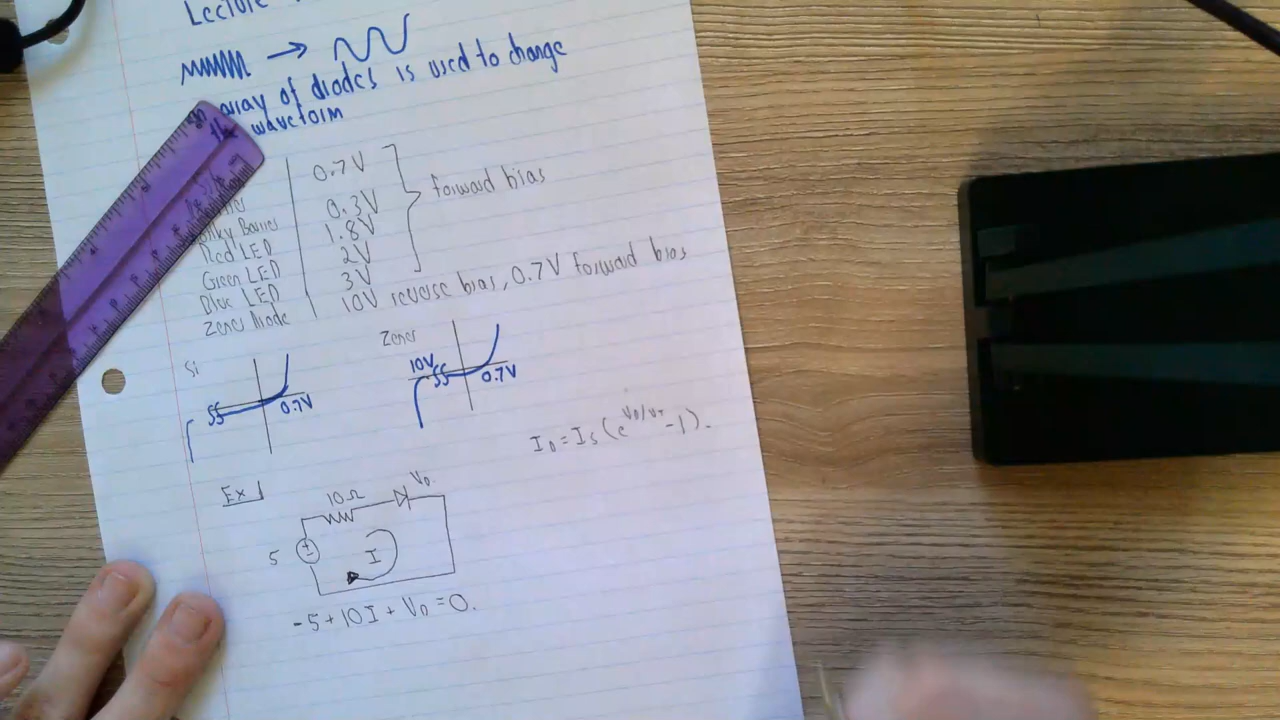 Lecture
array of diodes is used to change
waveform
0.7V
0.3V
forward bias
Red LED 1.8V
Green LED 2V
Blue LED 3V
Zener Diode 10V reverse bias, 0.7V forward bias
Si
Zener
10V
0.7V
0.7V
I_D = I_S (e^{V_D/V_T} - 1).
Ex 1
10Ω
V_D
5
I
-5 + 10I + V_D = 0.